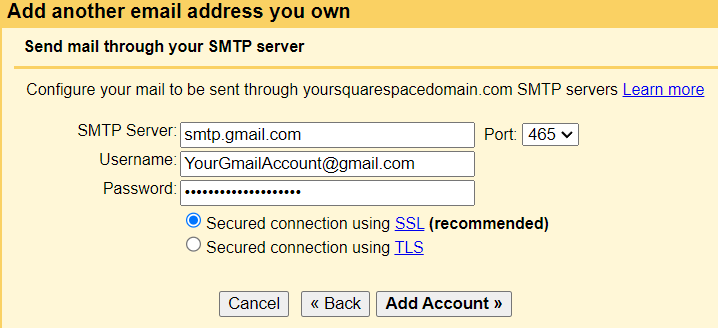 Add another email address you own
Send mail through your SMTP server
Configure your mail to be sent through yoursquarespacedomain.com SMTP servers Learn more
SMTP Server: smtp.gmail.com Port: 465
Username: YourGmailAccount@gmail.com
Password: ••••••••••••••••••••
Secured connection using SSL (recommended)
Secured connection using TLS
Cancel « Back Add Account »